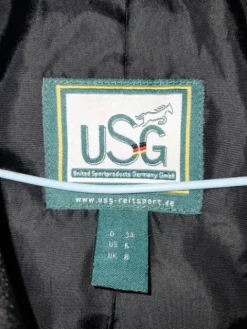 USG
United Sportproducts Germany GmbH
www.usg-reitsport.de
D 34
US 6
UK 8